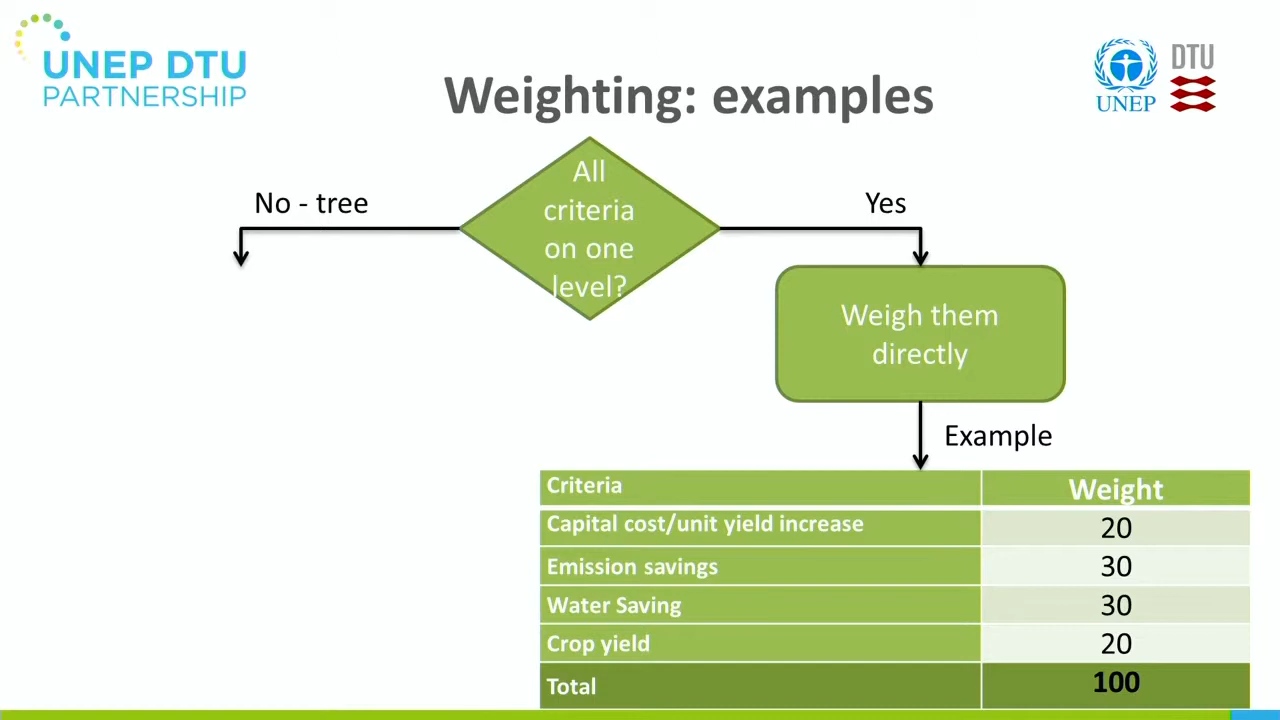 UNEP DTU
PARTNERSHIP
Weighting: examples
UNEP
DTU
All
criteria
on one
level?
No - tree
Yes
Weigh them
directly
Example
Criteria Weight
Capital cost/unit yield increase 20
Emission savings 30
Water Saving 30
Crop yield 20
Total 100